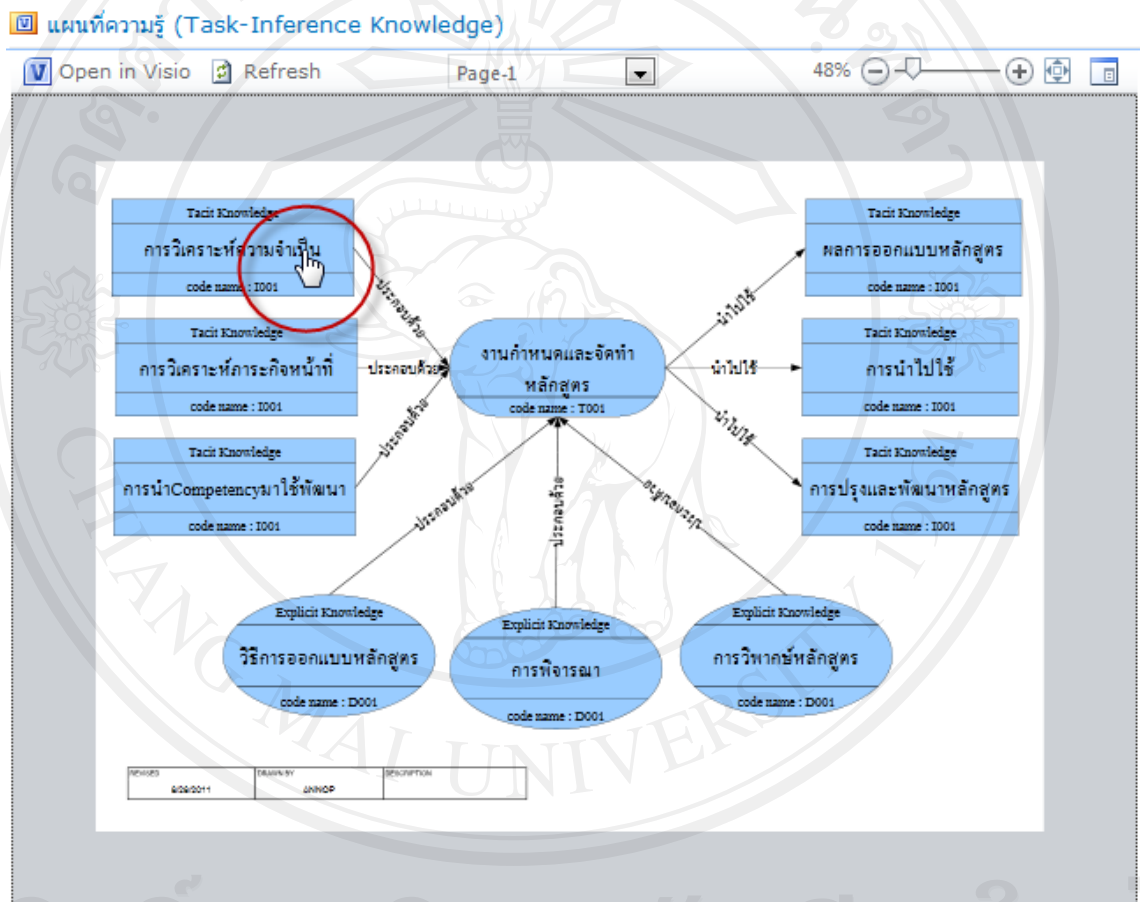 แผนที่ความรู้ (Task-Inference Knowledge)
Open in Visio
Refresh
Page-1
48%
Tacit Knowledge
การวิเคราะห์ความจำเป็น
code name : I001
Tacit Knowledge
ผลการออกแบบหลักสูตร
code name : I001
ประกอบด้วย
นำไปใช้
Tacit Knowledge
การวิเคราะห์ภาระกิจหน้าที่
code name : I001
ประกอบด้วย
งานกำหนดและจัดทำ
หลักสูตร
code name : T001
นำไปใช้
Tacit Knowledge
การนำไปใช้
code name : I001
ประกอบด้วย
นำไปใช้
Tacit Knowledge
การนำCompetencyมาใช้พัฒนา
code name : I001
Tacit Knowledge
การปรุงและพัฒนาหลักสูตร
code name : I001
ประกอบด้วย
ประกอบด้วย
ประกอบด้วย
Explicit Knowledge
วิธีการออกแบบหลักสูตร
code name : D001
Explicit Knowledge
การพิจารณา
code name : D001
Explicit Knowledge
การวิพากษ์หลักสูตร
code name : D001
REVISED
DRAWN BY
DESCRIPTION
ANNOP
CHIANG MAI UNIVERSITY 1964